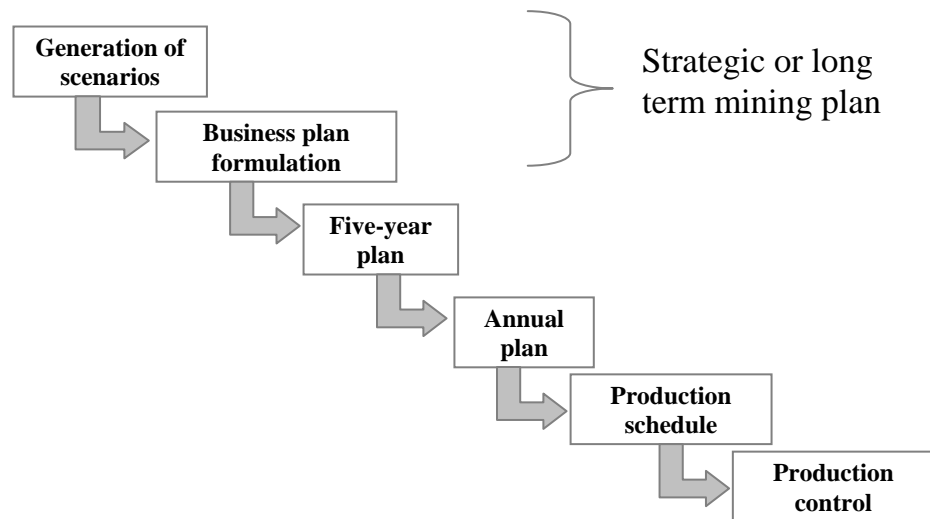 Generation of
scenarios
Strategic or long
term mining plan
Business plan
formulation
Five-year
plan
Annual
plan
Production
schedule
Production
control